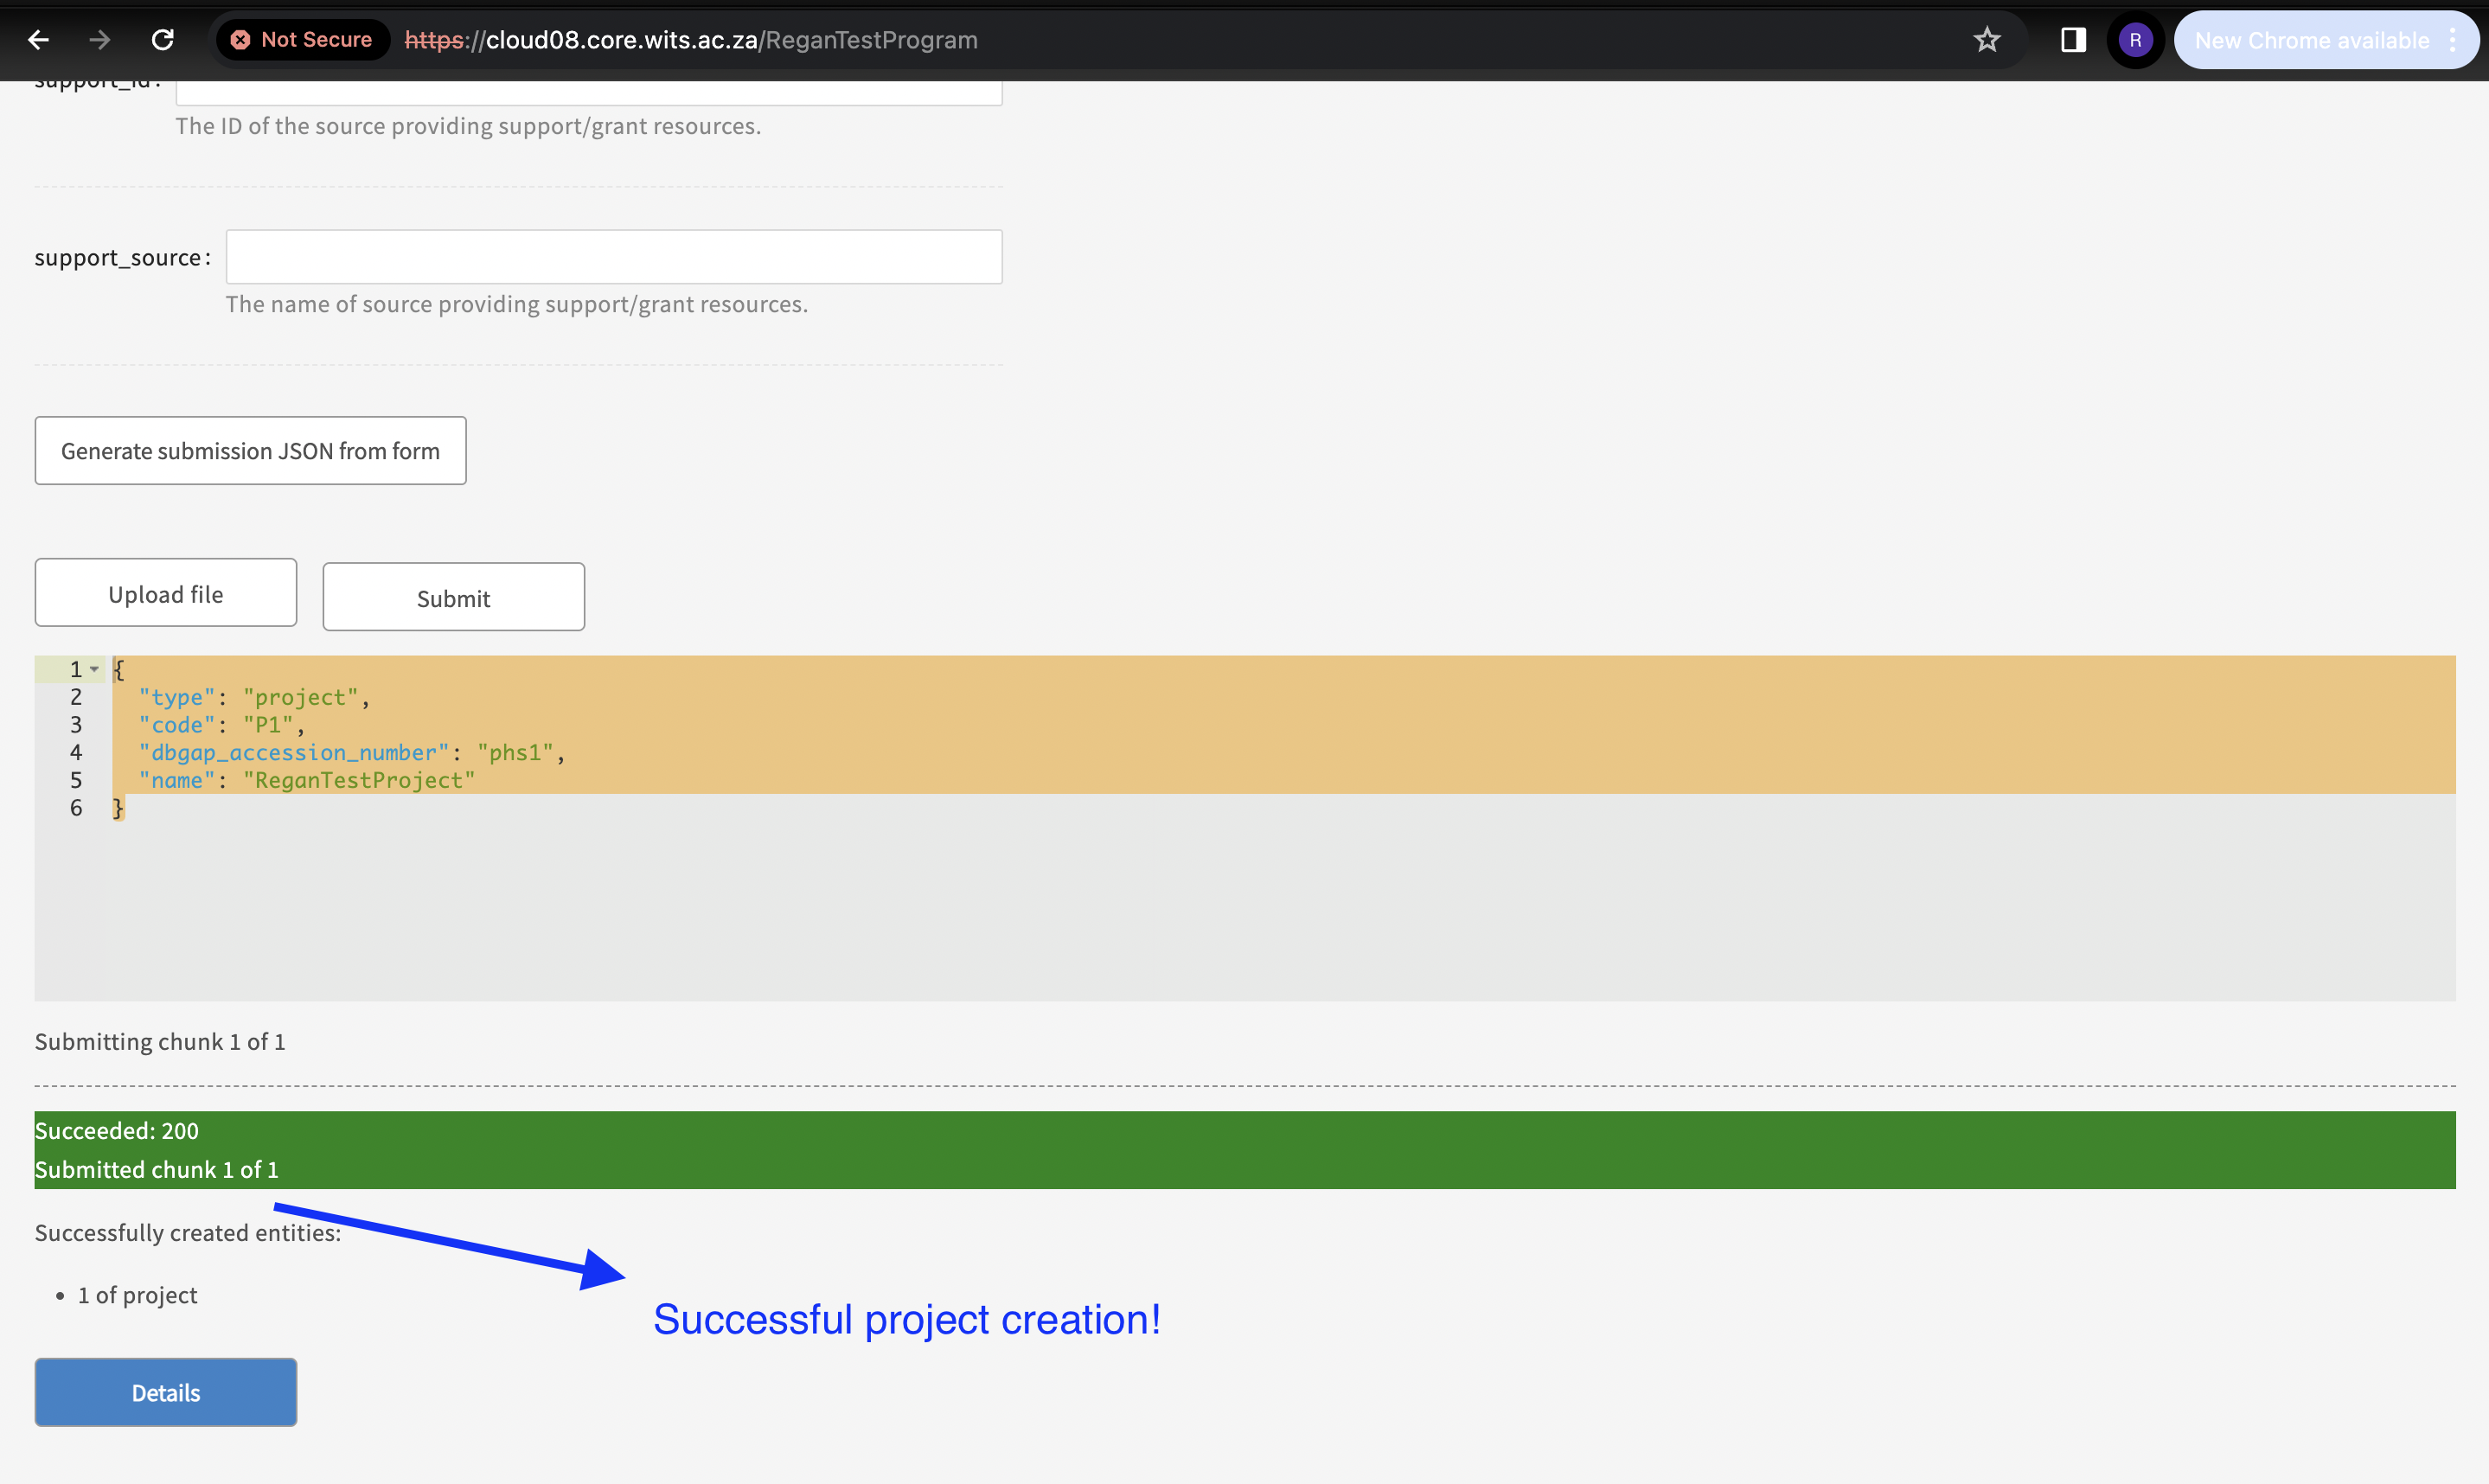 Not Secure https://cloud08.core.wits.ac.za/ReganTestProgram R New Chrome available
support_id:
The ID of the source providing support/grant resources.
support_source:
The name of source providing support/grant resources.
Generate submission JSON from form
Upload file Submit
1 {
2 "type": "project",
3 "code": "P1",
4 "dbgap_accession_number": "phs1",
5 "name": "ReganTestProject"
6 }
Submitting chunk 1 of 1
Succeeded: 200
Submitted chunk 1 of 1
Successfully created entities:
• 1 of project
Successful project creation!
Details